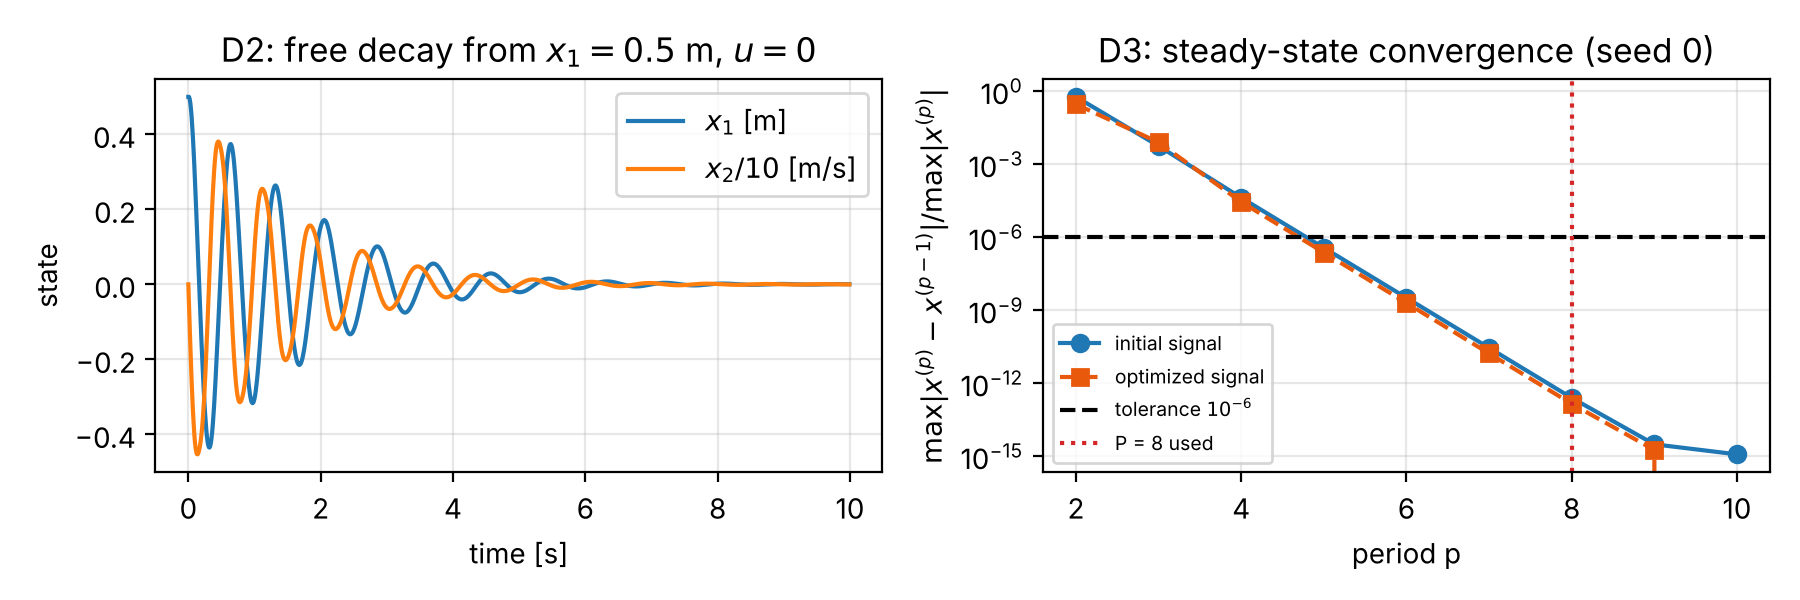 D2: free decay from x₁ = 0.5 m, u = 0
x₁ [m]
x₂/10 [m/s]
state
0.4
0.2
0.0
−0.2
−0.4
0
2
4
6
8
10
time [s]
D3: steady-state convergence (seed 0)
max|x⁽ᵖ⁾ − x⁽ᵖ⁻¹⁾|/max|x⁽ᵖ⁾|
10⁰
10⁻³
10⁻⁶
10⁻⁹
10⁻¹²
10⁻¹⁵
initial signal
optimized signal
tolerance 10⁻⁶
P = 8 used
2
4
6
8
10
period p